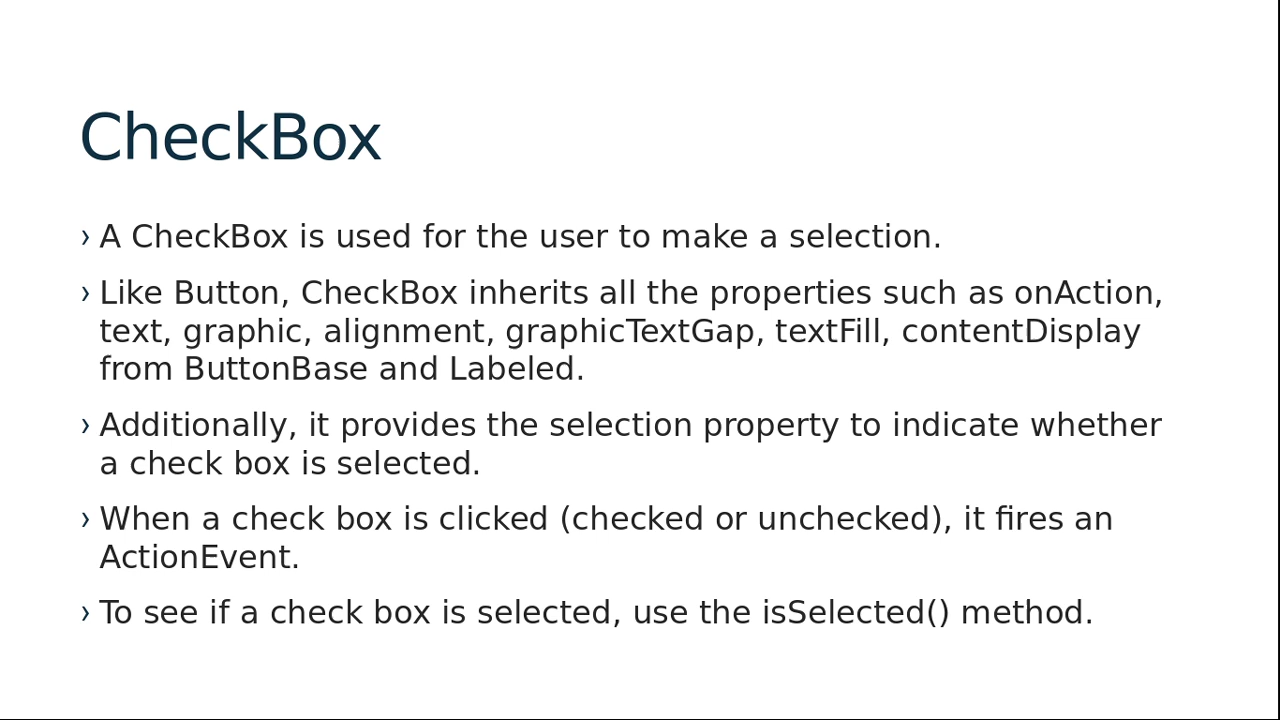 CheckBox
› A CheckBox is used for the user to make a selection.
› Like Button, CheckBox inherits all the properties such as onAction,
text, graphic, alignment, graphicTextGap, textFill, contentDisplay
from ButtonBase and Labeled.
› Additionally, it provides the selection property to indicate whether
a check box is selected.
› When a check box is clicked (checked or unchecked), it fires an
ActionEvent.
› To see if a check box is selected, use the isSelected() method.